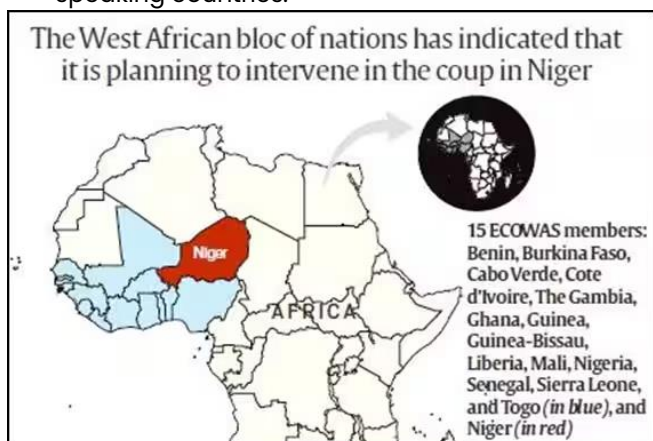 speaking countries.
The West African bloc of nations has indicated that
it is planning to intervene in the coup in Niger
Niger
AFRICA
15 ECOWAS members:
Benin, Burkina Faso,
Cabo Verde, Cote
d'Ivoire, The Gambia,
Ghana, Guinea,
Guinea-Bissau,
Liberia, Mali, Nigeria,
Senegal, Sierra Leone,
and Togo (in blue), and
Niger (in red)